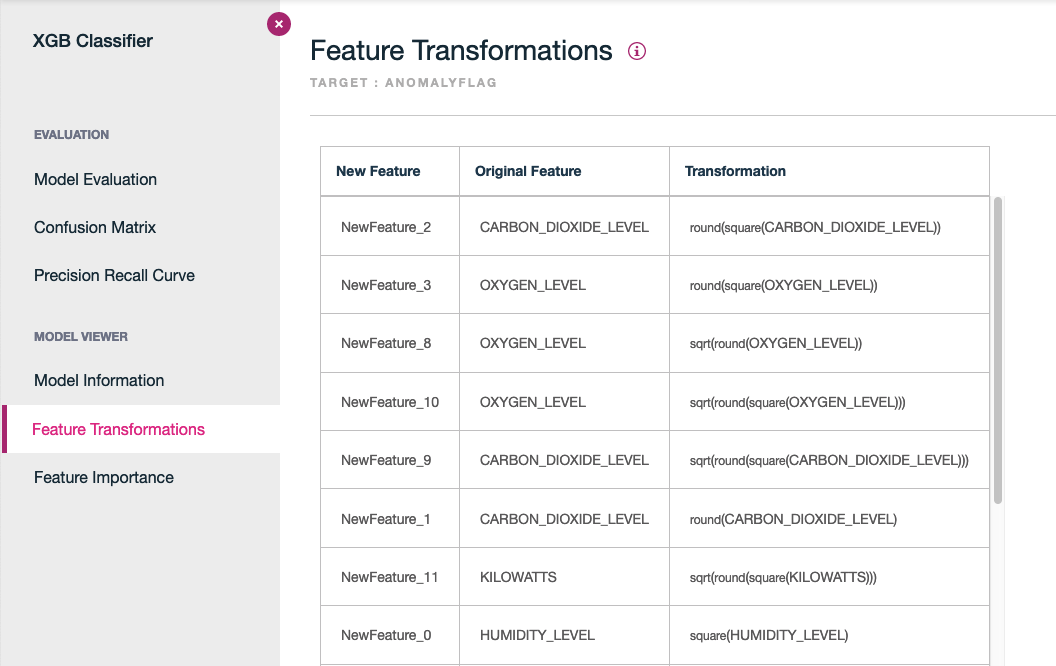 XGB Classifier
EVALUATION
Model Evaluation
Confusion Matrix
Precision Recall Curve
MODEL VIEWER
Model Information
Feature Transformations
Feature Importance
Feature Transformations
TARGET : ANOMALYFLAG
New Feature Original Feature Transformation
NewFeature_2 CARBON_DIOXIDE_LEVEL round(square(CARBON_DIOXIDE_LEVEL))
NewFeature_3 OXYGEN_LEVEL round(square(OXYGEN_LEVEL))
NewFeature_8 OXYGEN_LEVEL sqrt(round(OXYGEN_LEVEL))
NewFeature_10 OXYGEN_LEVEL sqrt(round(square(OXYGEN_LEVEL)))
NewFeature_9 CARBON_DIOXIDE_LEVEL sqrt(round(square(CARBON_DIOXIDE_LEVEL)))
NewFeature_1 CARBON_DIOXIDE_LEVEL round(CARBON_DIOXIDE_LEVEL)
NewFeature_11 KILOWATTS sqrt(round(square(KILOWATTS)))
NewFeature_0 HUMIDITY_LEVEL square(HUMIDITY_LEVEL)